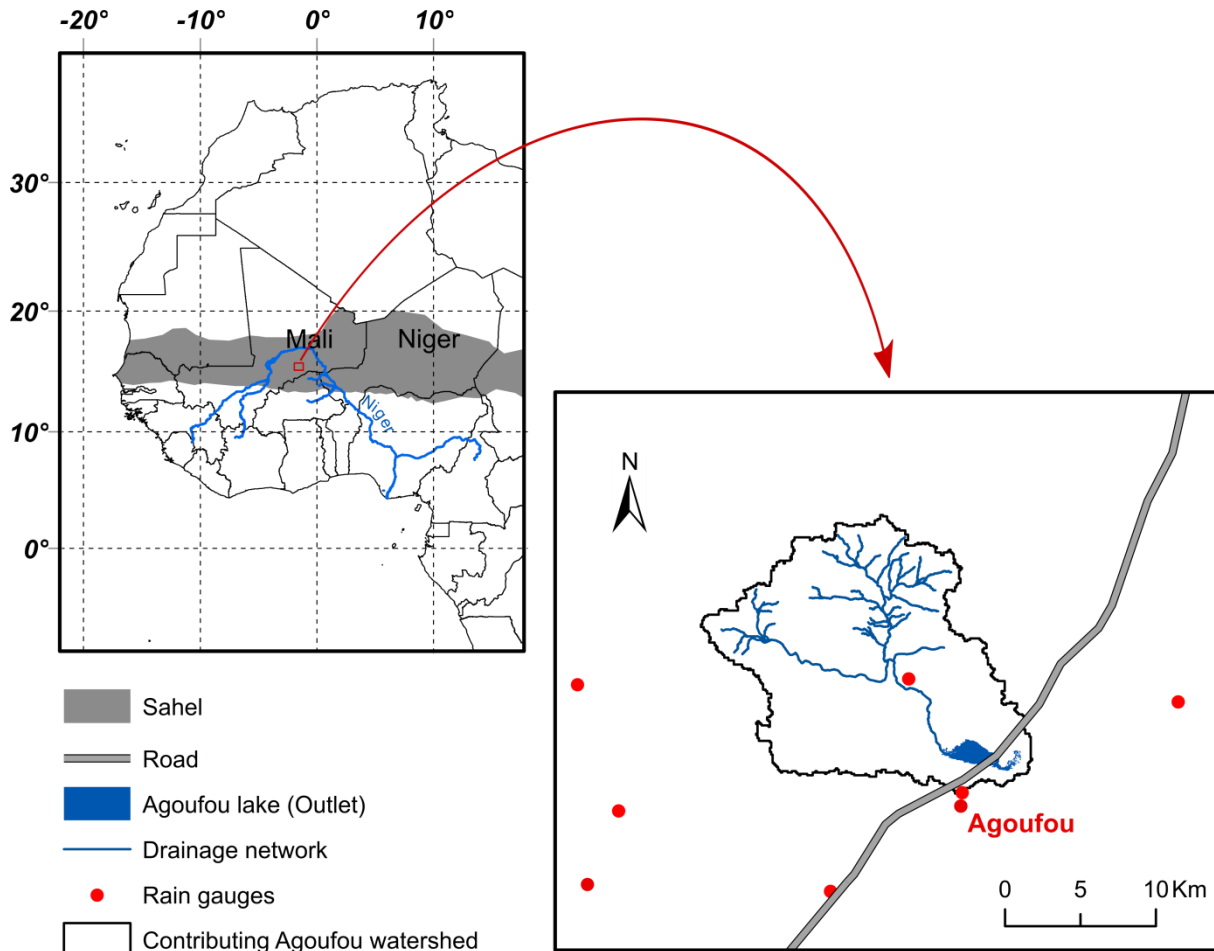 -20° -10° 0° 10°
30°
20°
Mali Niger
Niger
10°
0°
N
Sahel
Road
Agoufou lake (Outlet)
Agoufou
Drainage network
Rain gauges
0 5 10 Km
Contributing Agoufou watershed